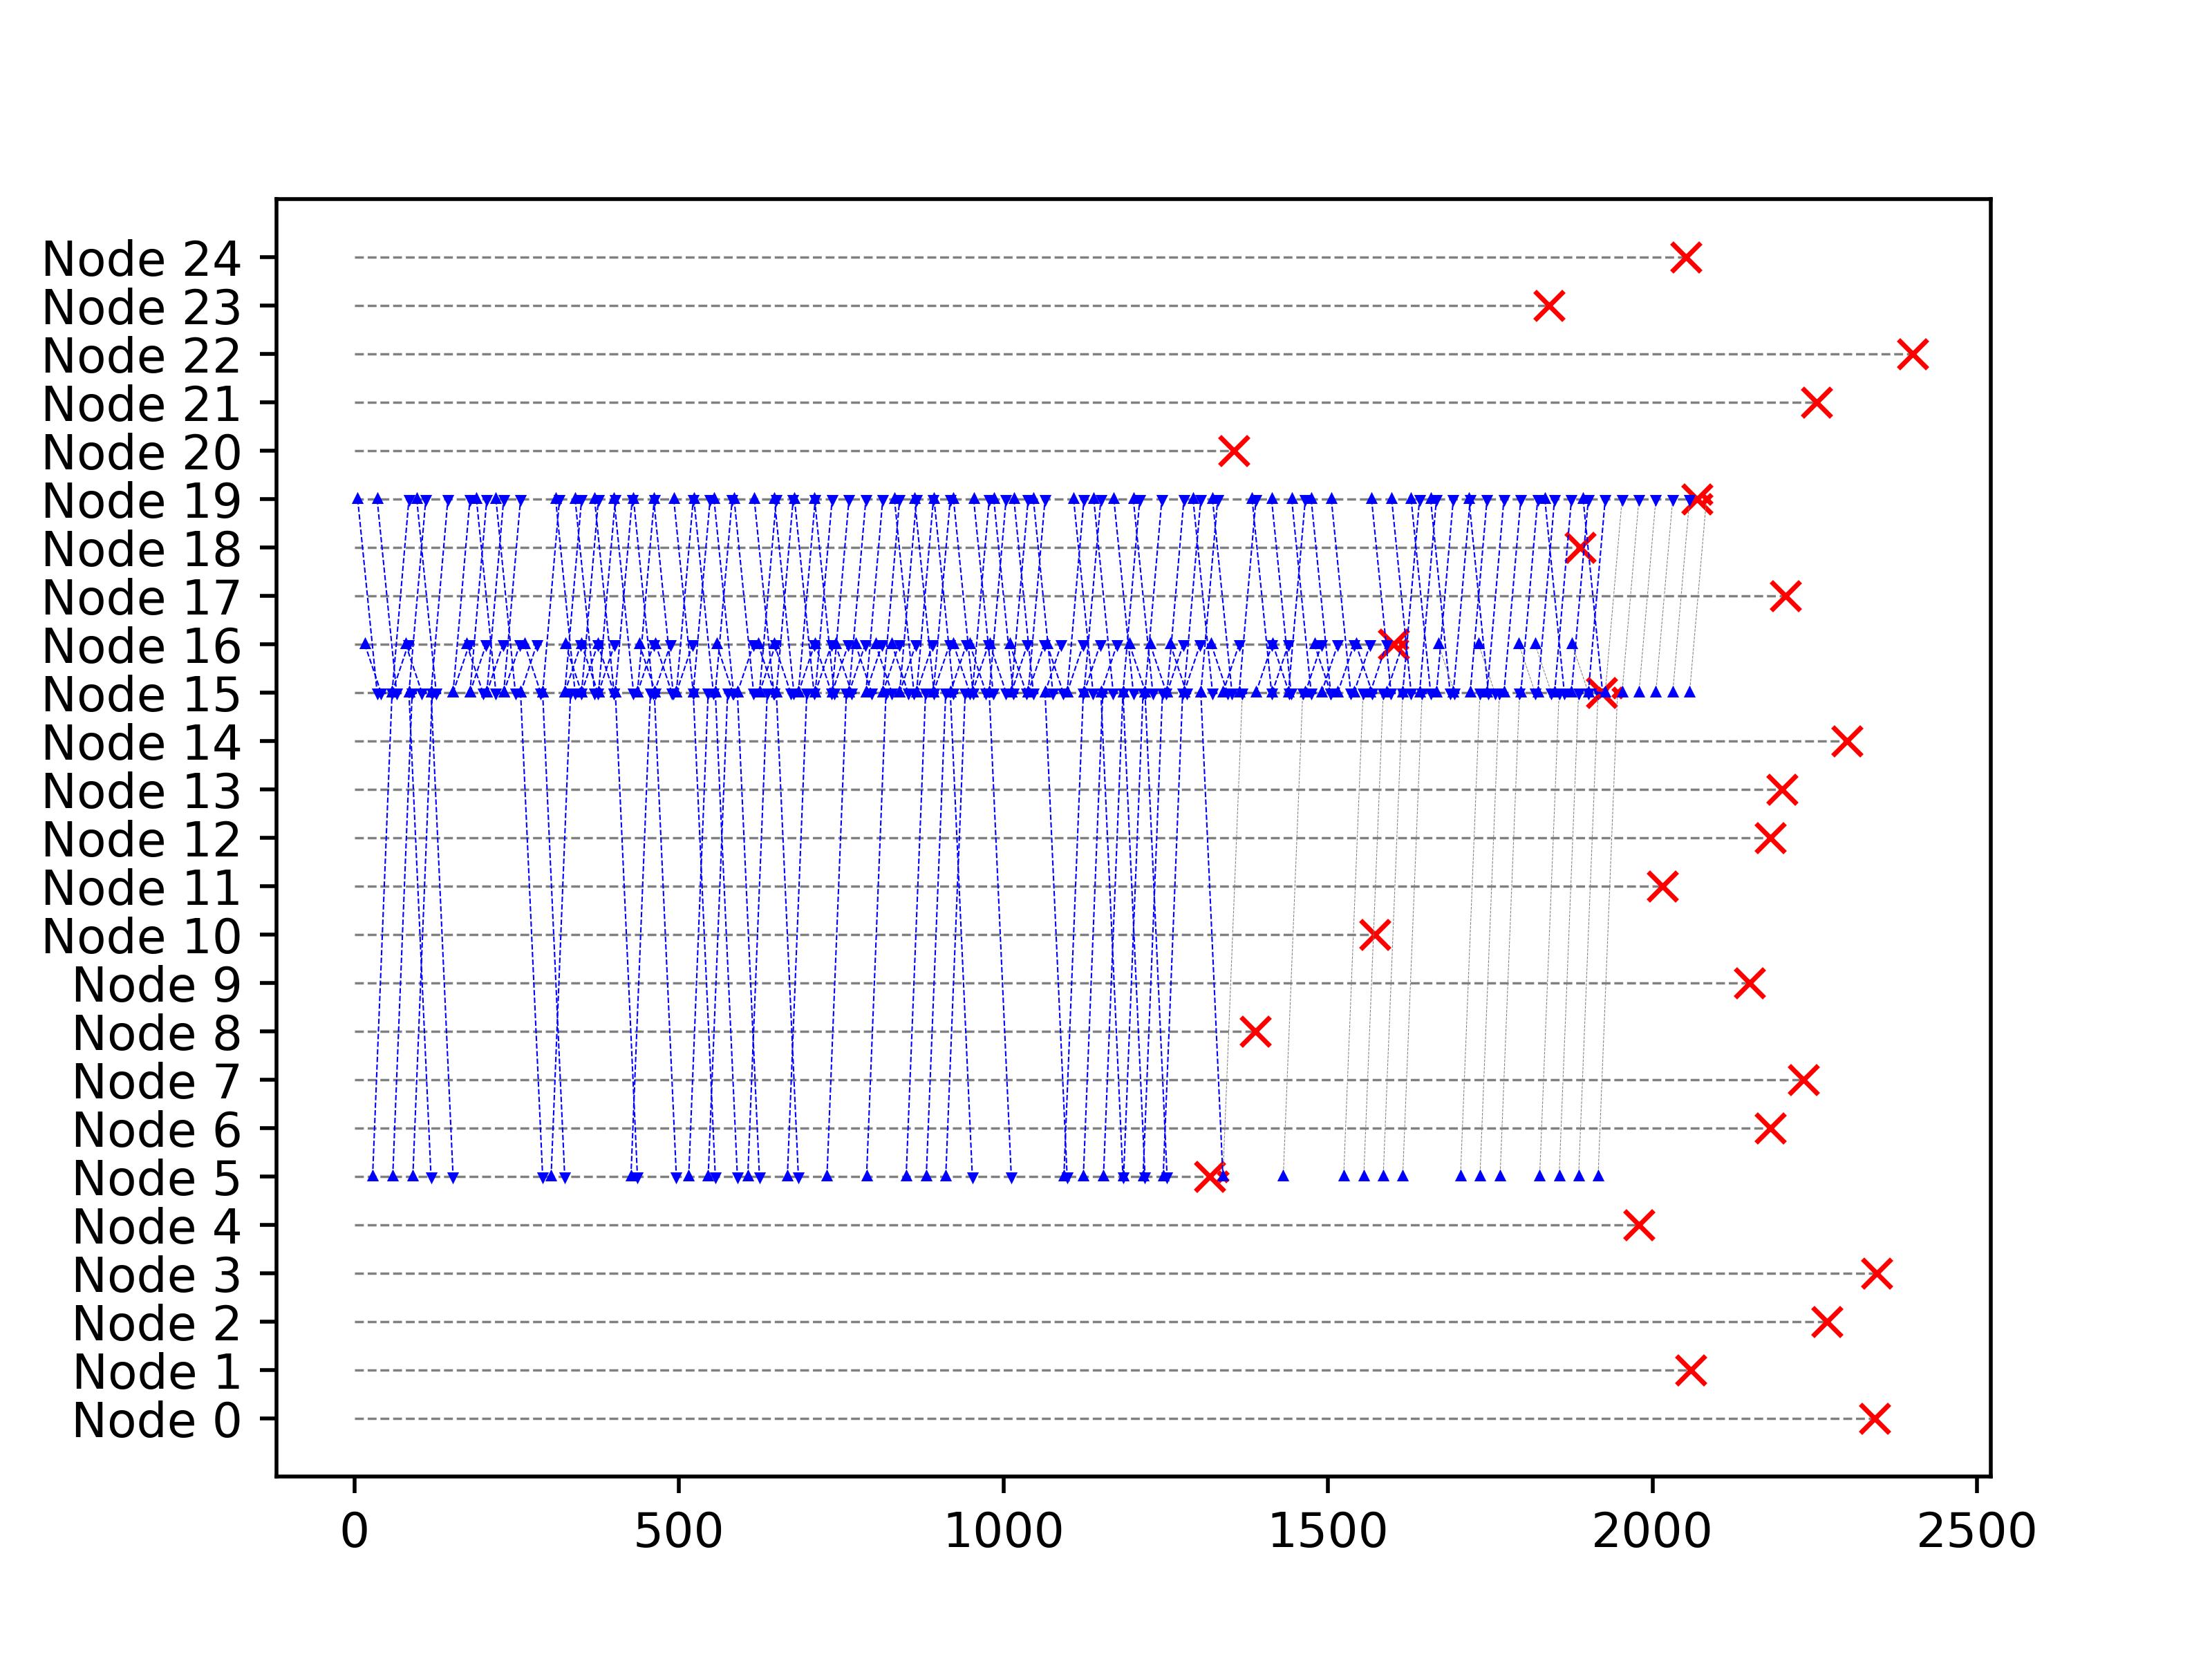 Node 24
Node 23
Node 22
Node 21
Node 20
Node 19
Node 18
Node 17
Node 16
Node 15
Node 14
Node 13
Node 12
Node 11
Node 10
Node 9
Node 8
Node 7
Node 6
Node 5
Node 4
Node 3
Node 2
Node 1
Node 0
0 500 1000 1500 2000 2500